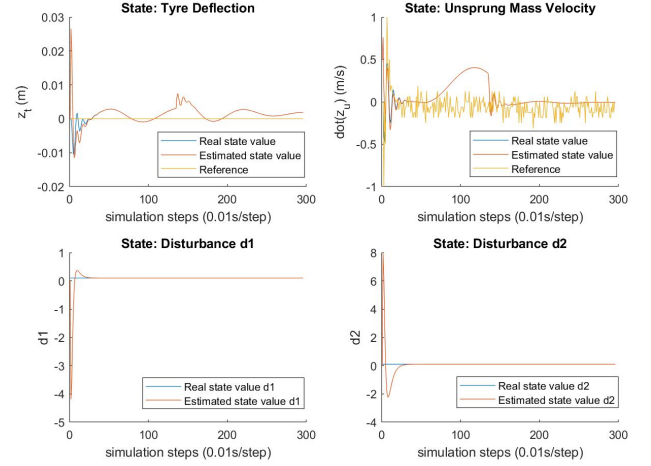 State: Tyre Deflection
0.03
0.02
0.01
0
-0.01
-0.02
z_t (m)
0
100
200
300
simulation steps (0.01s/step)
Real state value
Estimated state value
Reference
State: Unsprung Mass Velocity
1
0.5
0
-0.5
-1
dot(z_u) (m/s)
0
100
200
300
simulation steps (0.01s/step)
Real state value
Estimated state value
Reference
State: Disturbance d1
1
0
-1
-2
-3
-4
-5
d1
0
100
200
300
simulation steps (0.01s/step)
Real state value d1
Estimated state value d1
State: Disturbance d2
8
6
4
2
0
-2
-4
d2
0
100
200
300
simulation steps (0.01s/step)
Real state value d2
Estimated state value d2